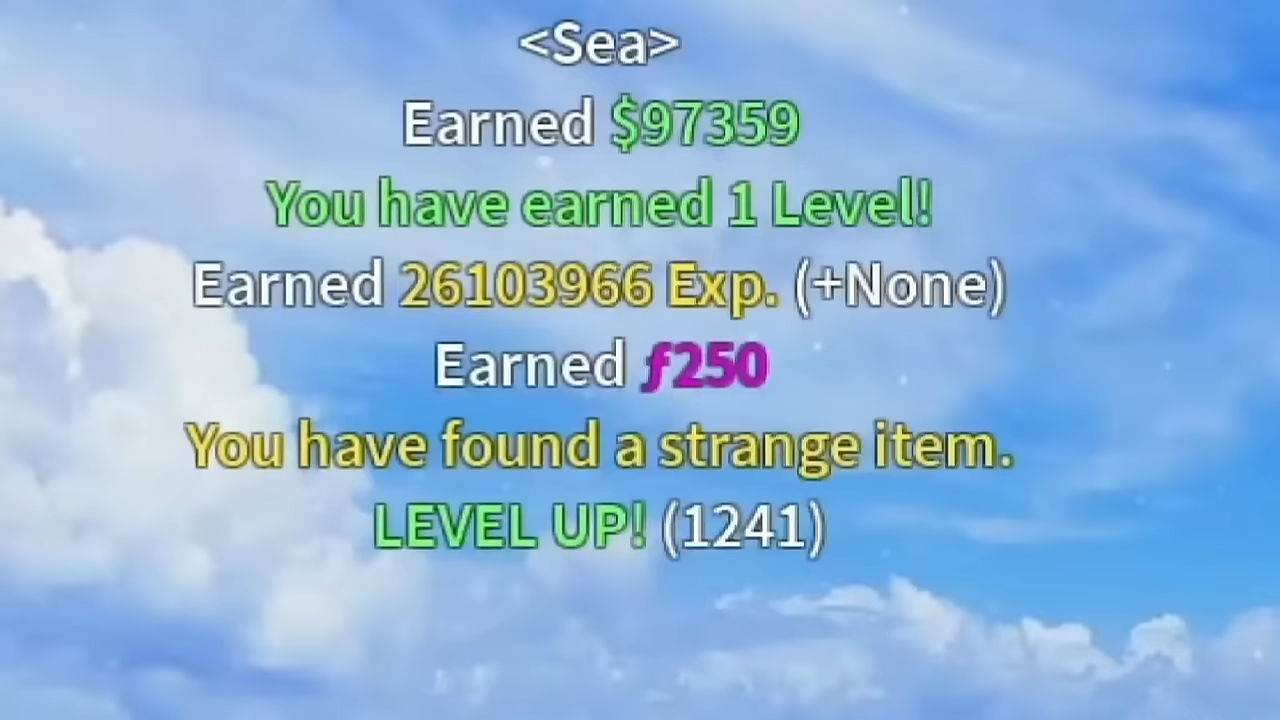 <Sea>
Earned $97359
You have earned 1 Level!
Earned 26103966 Exp. (+None)
Earned ƒ250
You have found a strange item.
LEVEL UP! (1241)